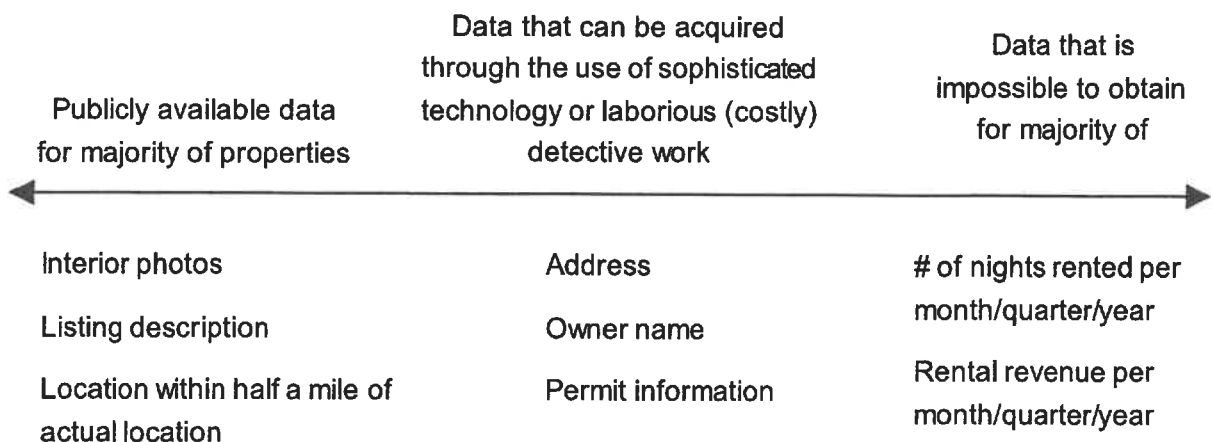 Publicly available data
for majority of properties
Data that can be acquired
through the use of sophisticated
technology or laborious (costly)
detective work
Data that is
impossible to obtain
for majority of
Interior photos
Listing description
Location within half a mile of
actual location
Address
Owner name
Permit information
# of nights rented per
month/quarter/year
Rental revenue per
month/quarter/year